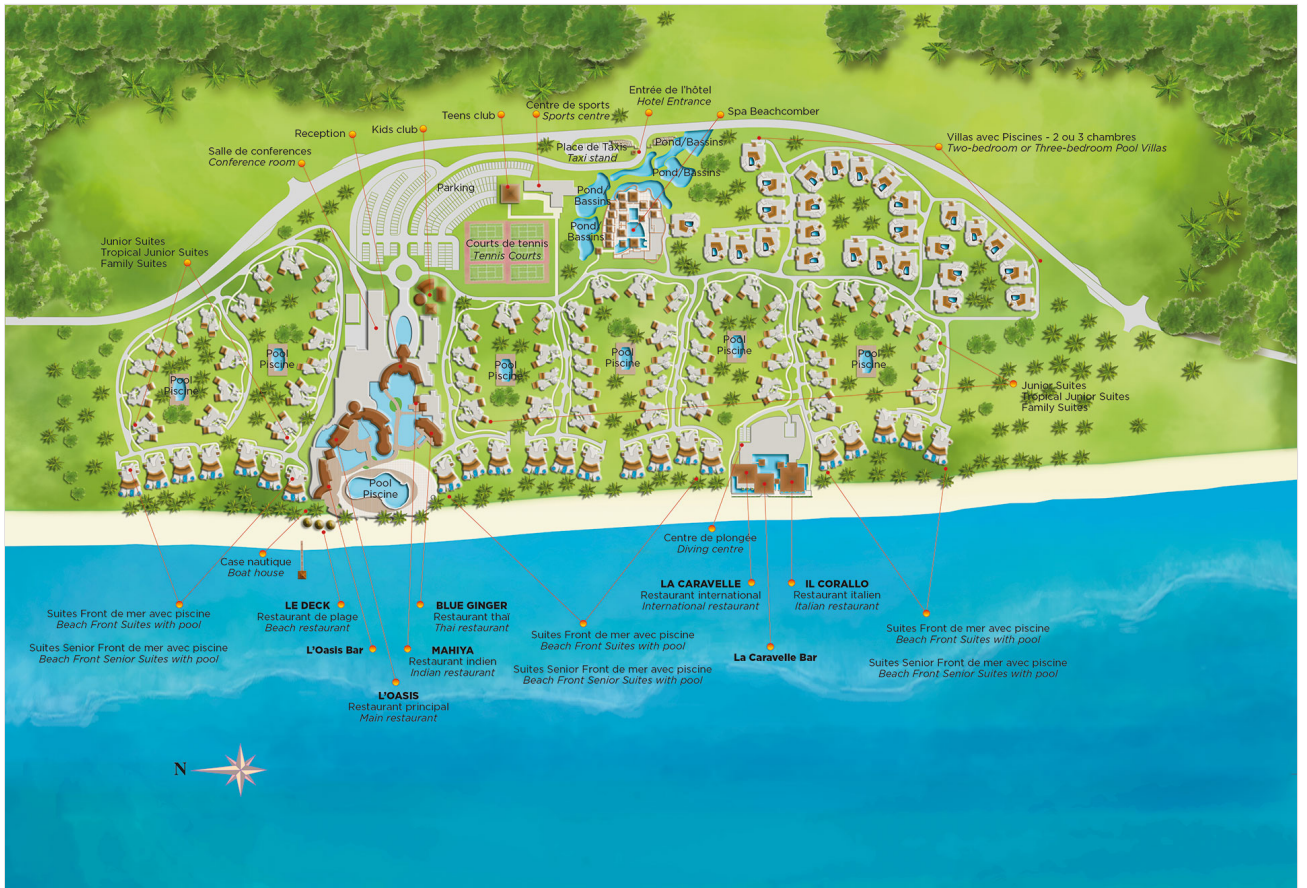 Entrée de l'hôtel
Hotel Entrance
Centre de sports
Sports centre
Spa Beachcomber
Teens club
Kids club
Reception
Salle de conferences
Conference room
Place de Taxis
Taxi stand
Pond/Bassins
Pond/Bassins
Villas avec Piscines - 2 ou 3 chambres
Two-bedroom or Three-bedroom Pool Villas
Parking
Pond/
Bassins
Pond/
Bassins
Courts de tennis
Tennis Courts
Junior Suites
Tropical Junior Suites
Family Suites
Pool
Piscine
Pool
Piscine
Pool
Piscine
Pool
Piscine
Pool
Piscine
Pool
Piscine
Junior Suites
Tropical Junior Suites
Family Suites
Pool
Piscine
Centre de plongée
Diving centre
Case nautique
Boat house
LA CARAVELLE
Restaurant international
International restaurant
IL CORALLO
Restaurant italien
Italian restaurant
LE DECK
Restaurant de plage
Beach restaurant
BLUE GINGER
Restaurant thaï
Thai restaurant
Suites Front de mer avec piscine
Beach Front Suites with pool
Suites Senior Front de mer avec piscine
Beach Front Senior Suites with pool
L'Oasis Bar
MAHIYA
Restaurant indien
Indian restaurant
Suites Front de mer avec piscine
Beach Front Suites with pool
Suites Senior Front de mer avec piscine
Beach Front Senior Suites with pool
La Caravelle Bar
Suites Front de mer avec piscine
Beach Front Suites with pool
Suites Senior Front de mer avec piscine
Beach Front Senior Suites with pool
L'OASIS
Restaurant principal
Main restaurant
N